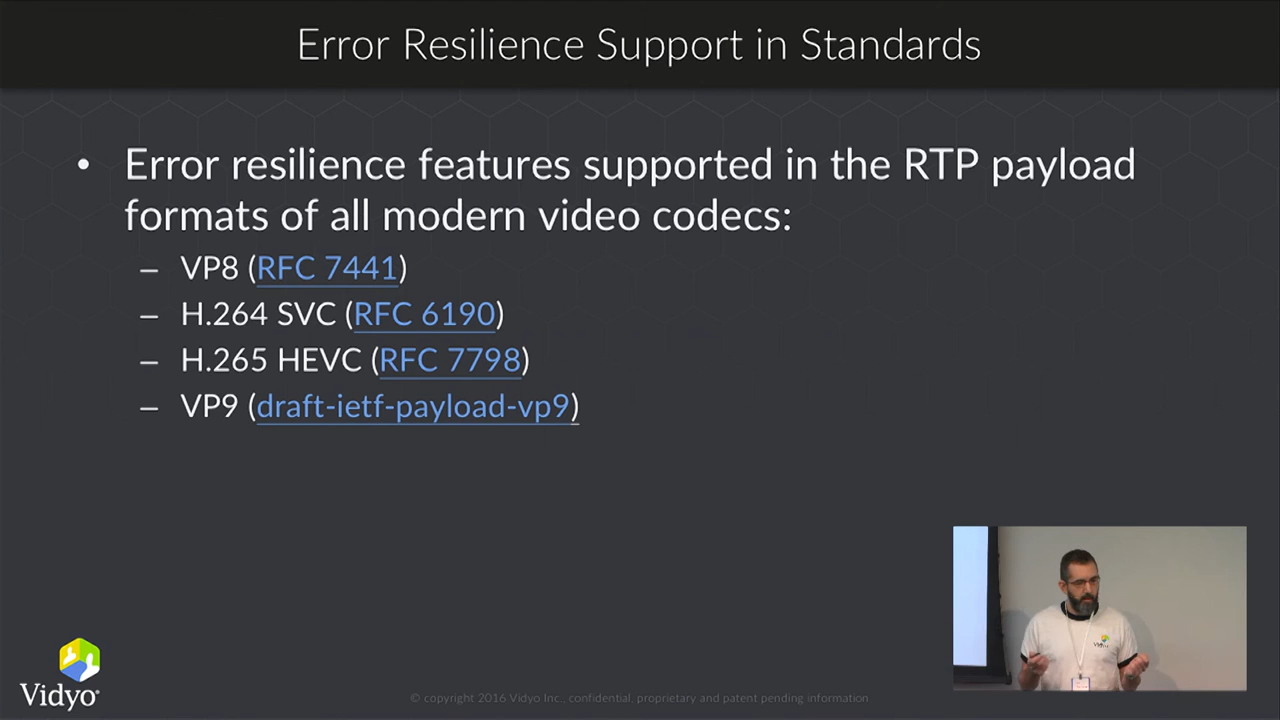 Error Resilience Support in Standards
• Error resilience features supported in the RTP payload
formats of all modern video codecs:
– VP8 (RFC 7441)
– H.264 SVC (RFC 6190)
– H.265 HEVC (RFC 7798)
– VP9 (draft-ietf-payload-vp9)
Vidyo
© copyright 2016 Vidyo Inc., confidential, proprietary and patent pending information